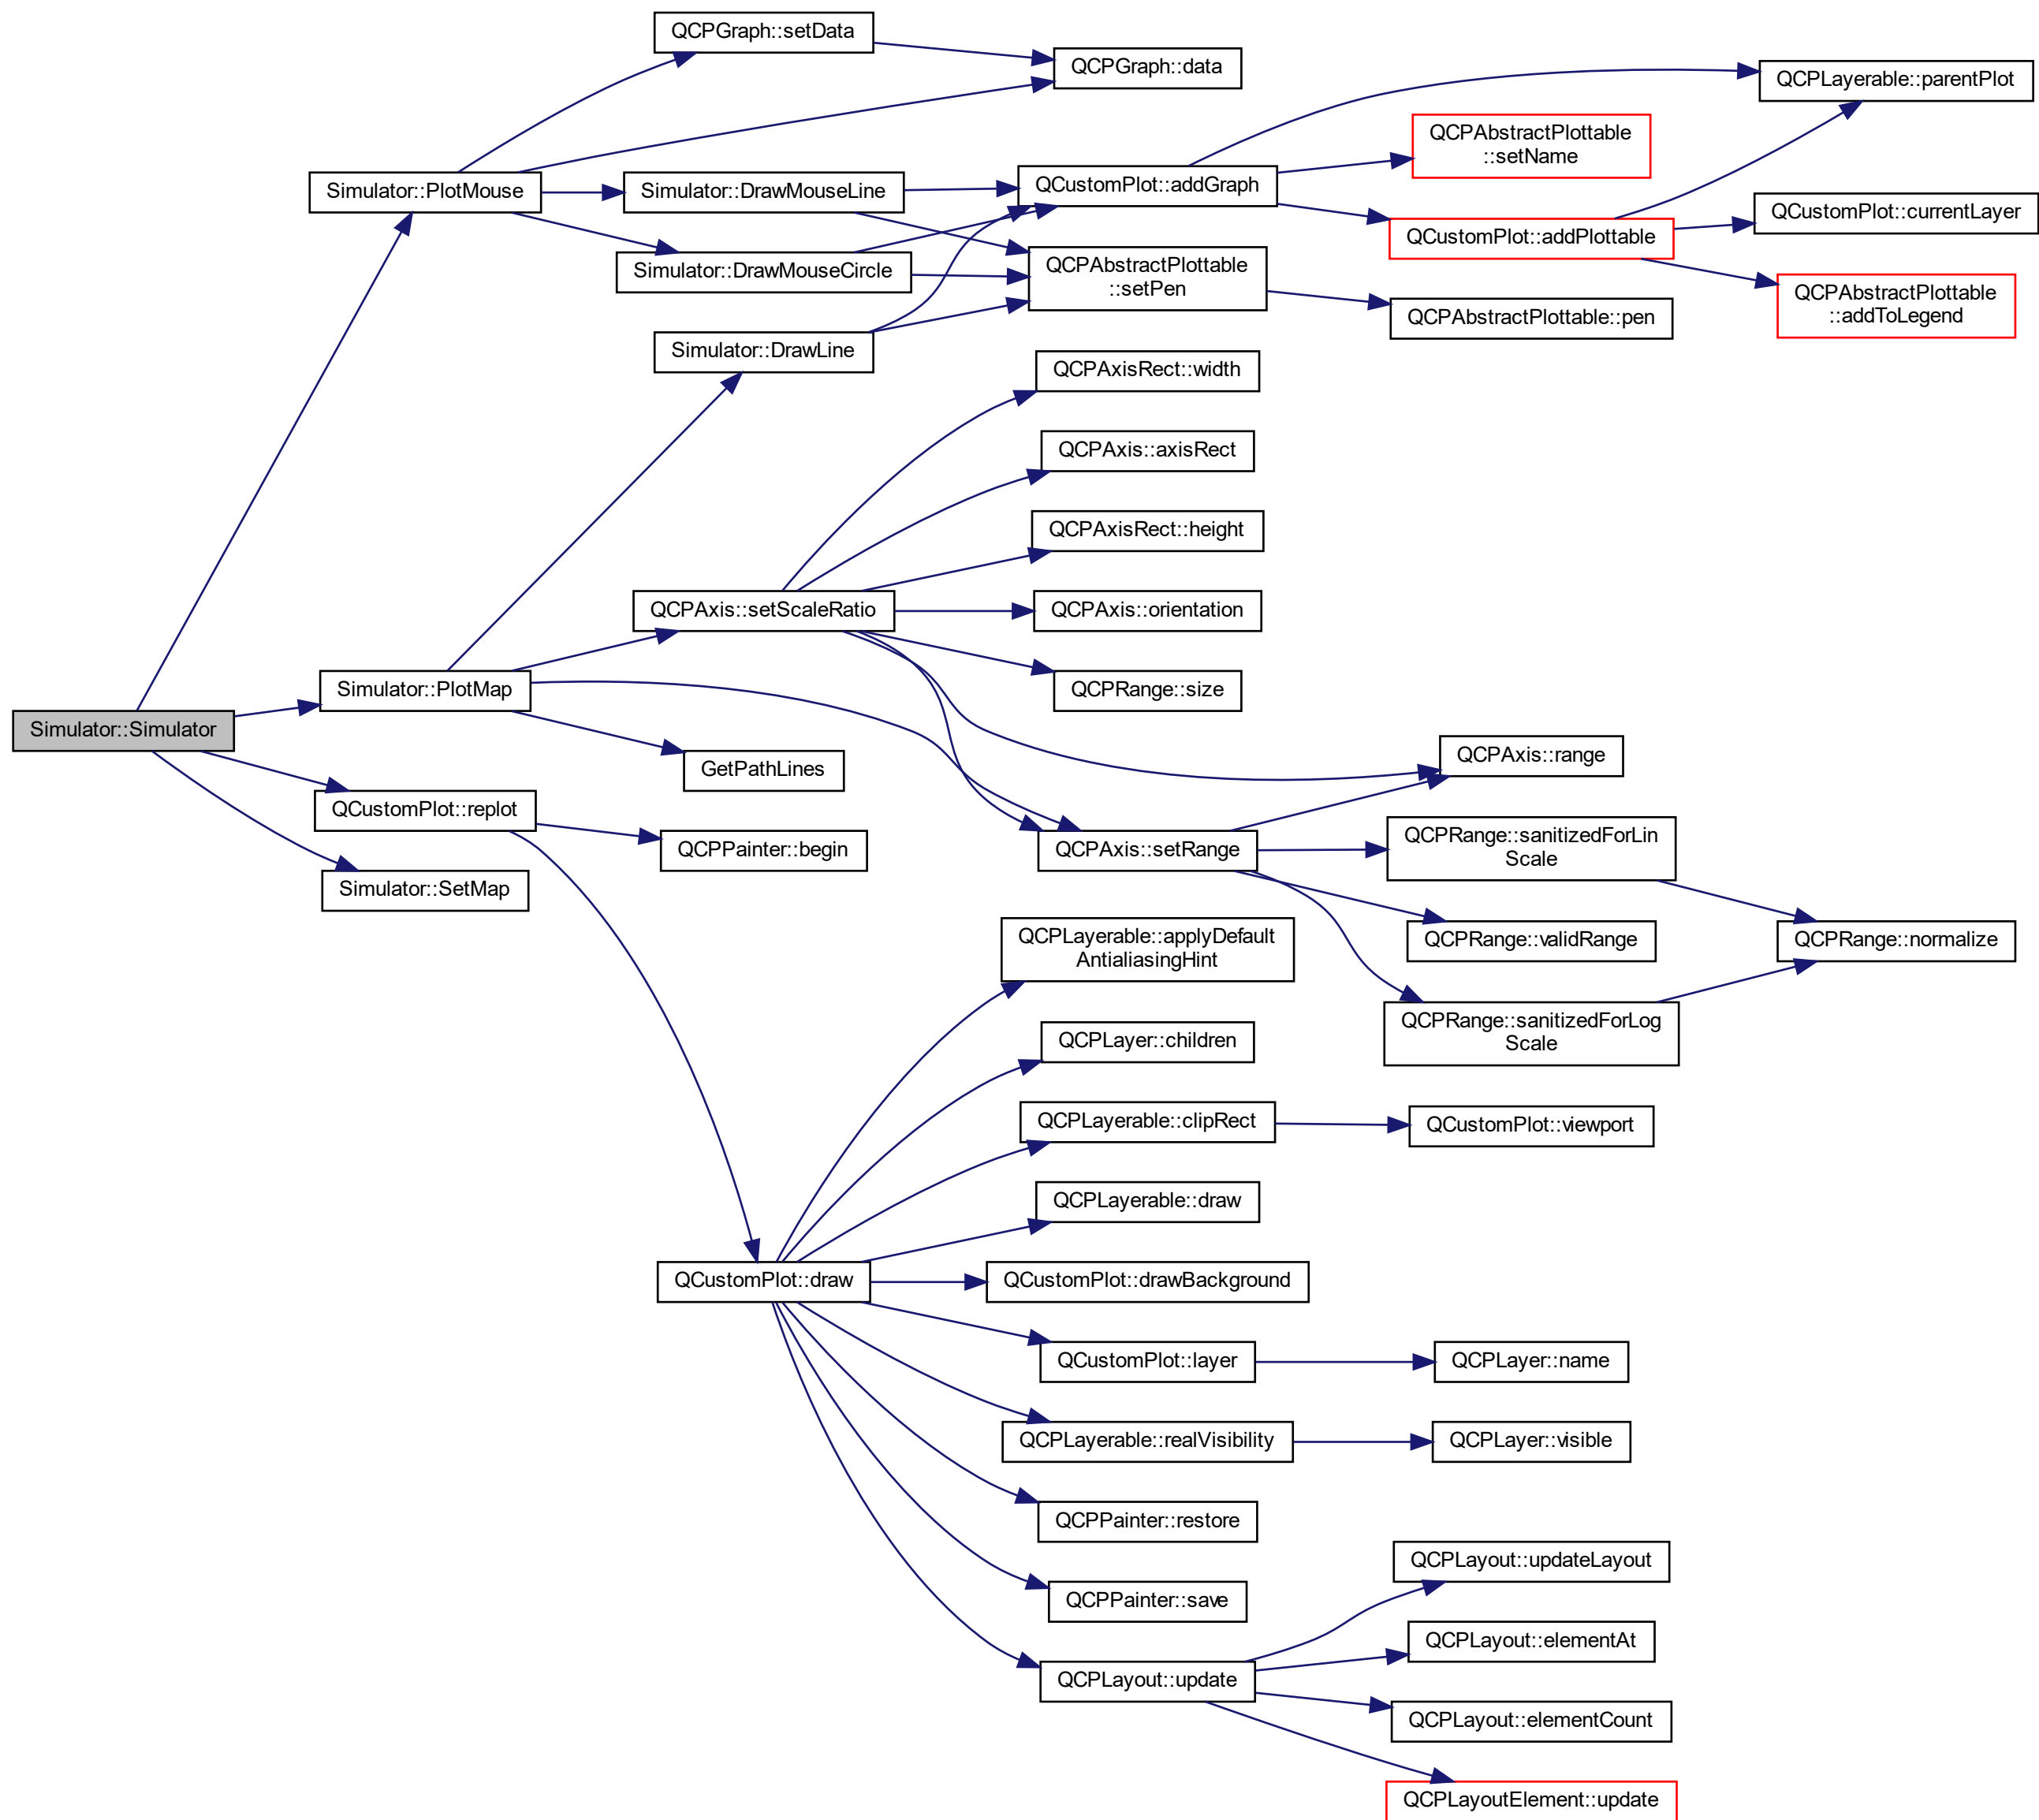 QCPGraph::setData
QCPGraph::data
QCPLayerable::parentPlot
QCPAbstractPlottable
::setName
Simulator::PlotMouse
Simulator::DrawMouseLine
QCustomPlot::addGraph
QCustomPlot::currentLayer
QCustomPlot::addPlottable
Simulator::DrawMouseCircle
QCPAbstractPlottable
::setPen
QCPAbstractPlottable
::addToLegend
QCPAbstractPlottable::pen
Simulator::DrawLine
QCPAxisRect::width
QCPAxis::axisRect
QCPAxisRect::height
QCPAxis::setScaleRatio
QCPAxis::orientation
QCPRange::size
Simulator::PlotMap
Simulator::Simulator
GetPathLines
QCPAxis::range
QCustomPlot::replot
QCPPainter::begin
QCPAxis::setRange
QCPRange::sanitizedForLin
Scale
Simulator::SetMap
QCPRange::validRange
QCPRange::normalize
QCPLayerable::applyDefault
AntialiasingHint
QCPRange::sanitizedForLog
Scale
QCPLayer::children
QCPLayerable::clipRect
QCustomPlot::viewport
QCPLayerable::draw
QCustomPlot::draw
QCustomPlot::drawBackground
QCustomPlot::layer
QCPLayer::name
QCPLayerable::realVisibility
QCPLayer::visible
QCPPainter::restore
QCPLayout::updateLayout
QCPPainter::save
QCPLayout::elementAt
QCPLayout::update
QCPLayout::elementCount
QCPLayoutElement::update